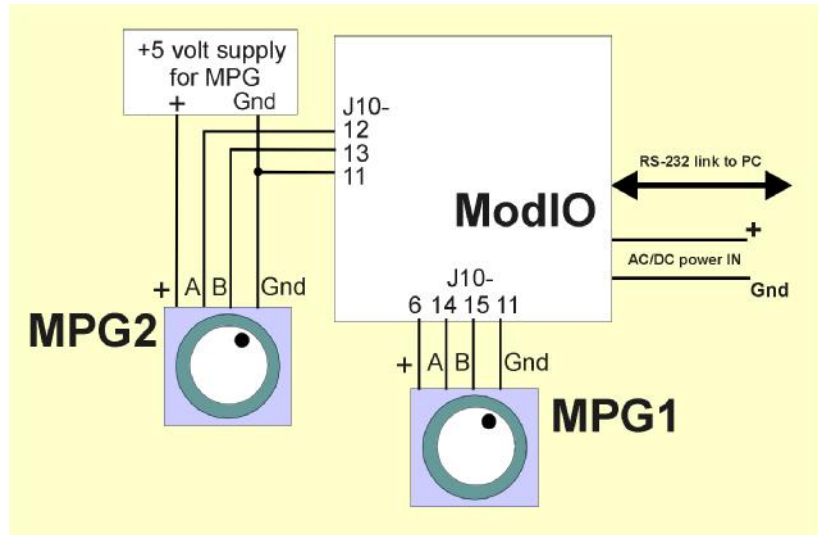 +5 volt supply
for MPG
+ Gnd
J10-
12
13
11
RS-232 link to PC
ModIO
+
AC/DC power IN
Gnd
J10-
6 14 15 11
+ A B Gnd
MPG2
+ A B Gnd
MPG1